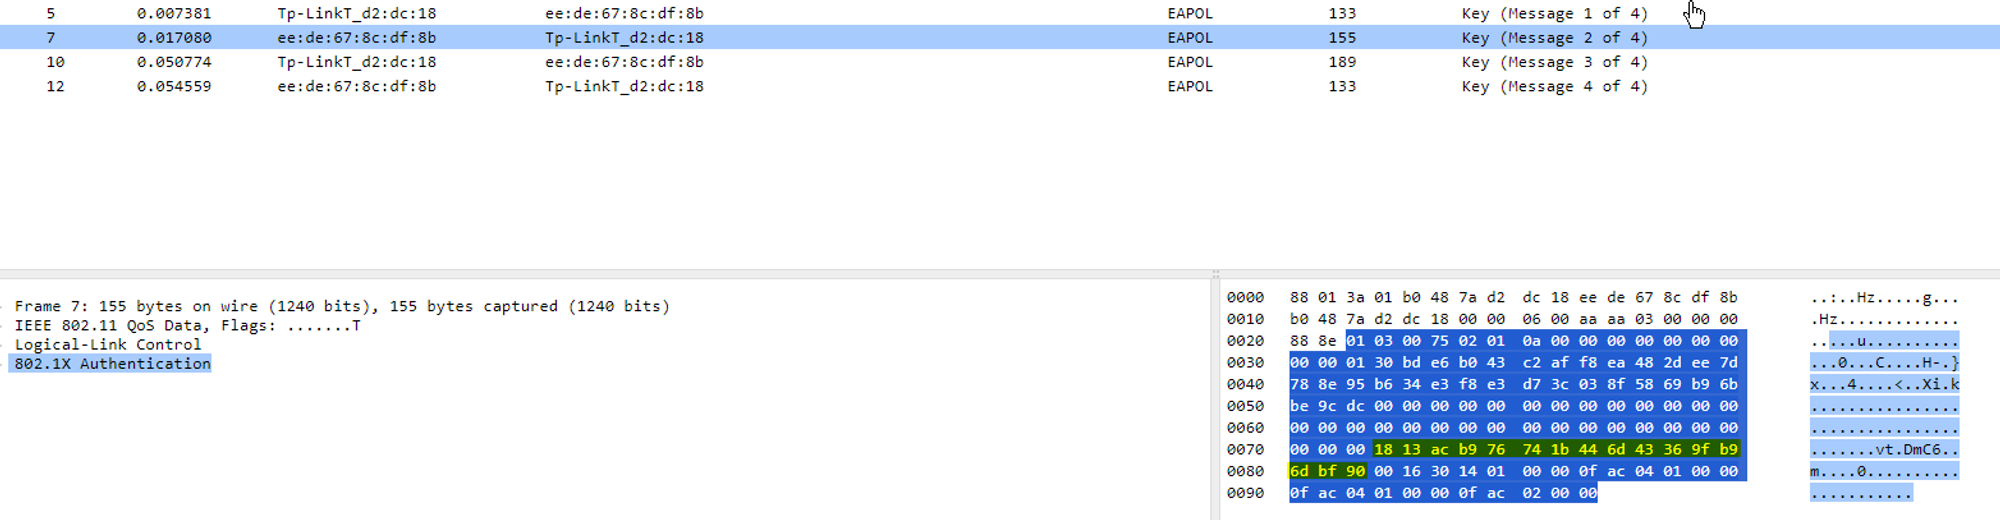 5 0.007381 Tp-LinkT_d2:dc:18 ee:de:67:8c:df:8b EAPOL 133 Key (Message 1 of 4)
7 0.017080 ee:de:67:8c:df:8b Tp-LinkT_d2:dc:18 EAPOL 155 Key (Message 2 of 4)
10 0.050774 Tp-LinkT_d2:dc:18 ee:de:67:8c:df:8b EAPOL 189 Key (Message 3 of 4)
12 0.054559 ee:de:67:8c:df:8b Tp-LinkT_d2:dc:18 EAPOL 133 Key (Message 4 of 4)
Frame 7: 155 bytes on wire (1240 bits), 155 bytes captured (1240 bits)
IEEE 802.11 QoS Data, Flags: .......T
Logical-Link Control
802.1X Authentication
0000 88 01 3a 01 b0 48 7a d2 dc 18 ee de 67 8c df 8b ..:..Hz.....g...
0010 b0 48 7a d2 dc 18 00 00 06 00 aa aa 03 00 00 00 .Hz.............
0020 88 8e 01 03 00 75 02 01 0a 00 00 00 00 00 00 00 .....u..........
0030 00 00 01 30 bd e6 b0 43 c2 af f8 ea 48 2d ee 7d ...0...C....H-.}
0040 78 8e 95 b6 34 e3 f8 e3 d7 3c 03 8f 58 69 b9 6b x...4....<..Xi.k
0050 be 9c dc 00 00 00 00 00 00 00 00 00 00 00 00 00 ................
0060 00 00 00 00 00 00 00 00 00 00 00 00 00 00 00 00 ................
0070 00 00 00 18 13 ac b9 76 74 1b 44 6d 43 36 9f b9 .......vt.DmC6..
0080 6d bf 90 00 16 30 14 01 00 00 0f ac 04 01 00 00 m....0..........
0090 0f ac 04 01 00 00 0f ac 02 00 00 ...........